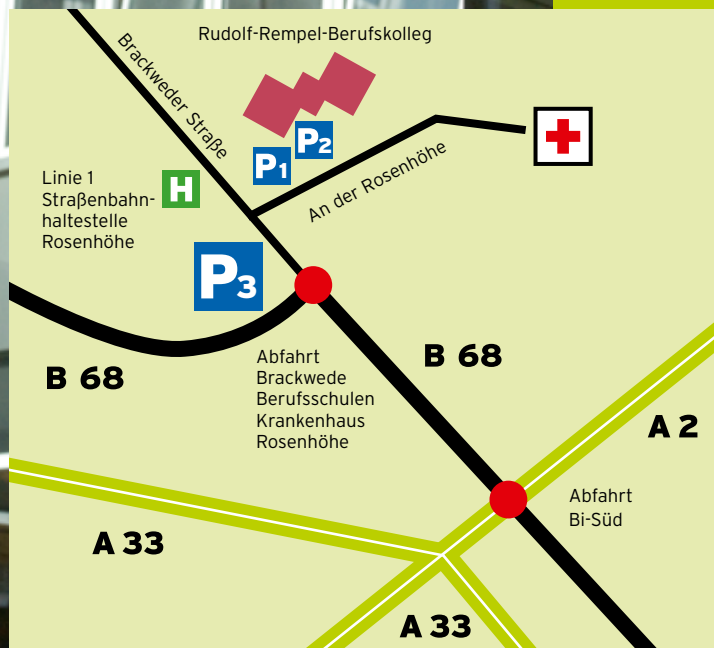 Rudolf-Rempel-Berufskolleg
Brackweder Straße
P2
P1
An der Rosenhöhe
Linie 1
Straßenbahn-
haltestelle
Rosenhöhe
H
P3
B 68
Abfahrt
Brackwede
Berufsschulen
Krankenhaus
Rosenhöhe
B 68
A 2
Abfahrt
Bi-Süd
A 33
A 33